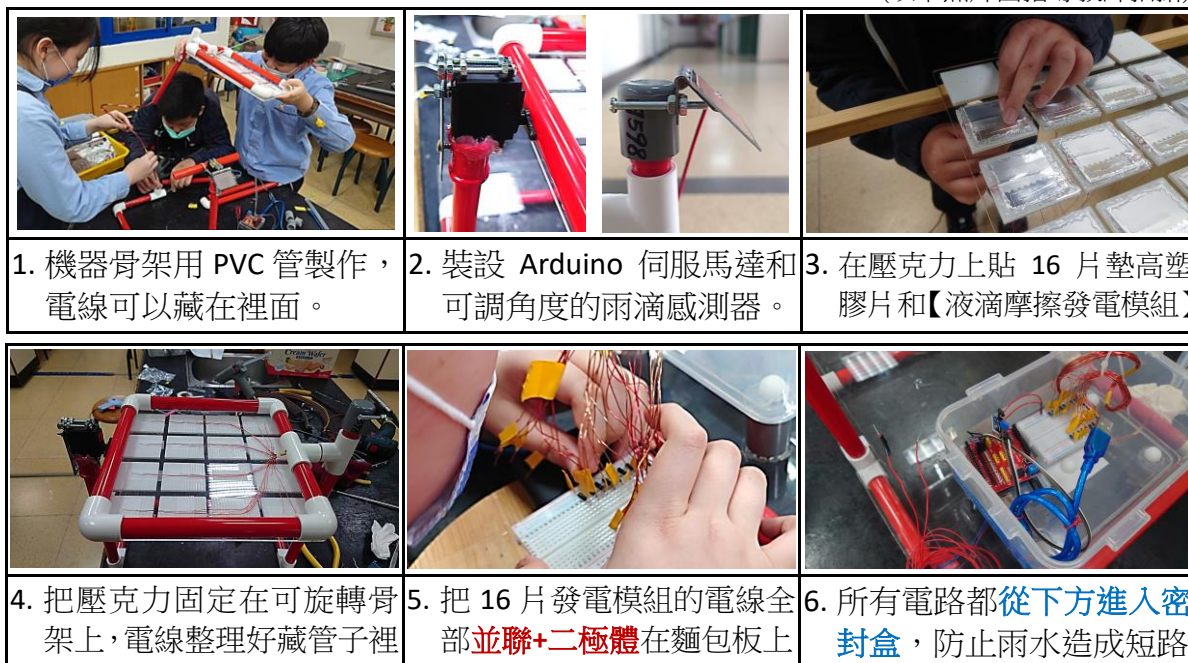 7598
Cream Wafer
1. 機器骨架用 PVC 管製作，
電線可以藏在裡面。
2. 裝設 Arduino 伺服馬達和
可調角度的雨滴感測器。
3. 在壓克力上貼 16 片墊高塑
膠片和【液滴摩擦發電模組】
4. 把壓克力固定在可旋轉骨
架上，電線整理好藏管子裡
5. 把 16 片發電模組的電線全
部並聯+二極體在麵包板上
6. 所有電路都從下方進入密
封盒，防止雨水造成短路